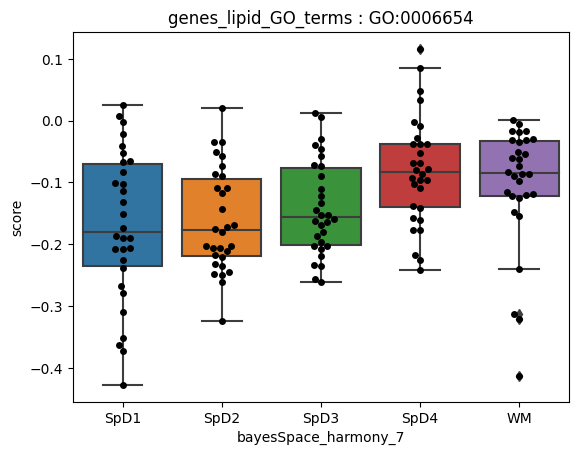 genes_lipid_GO_terms : GO:0006654
0.1
0.0
−0.1
−0.2
−0.3
−0.4
score
SpD1 SpD2 SpD3 SpD4 WM
bayesSpace_harmony_7